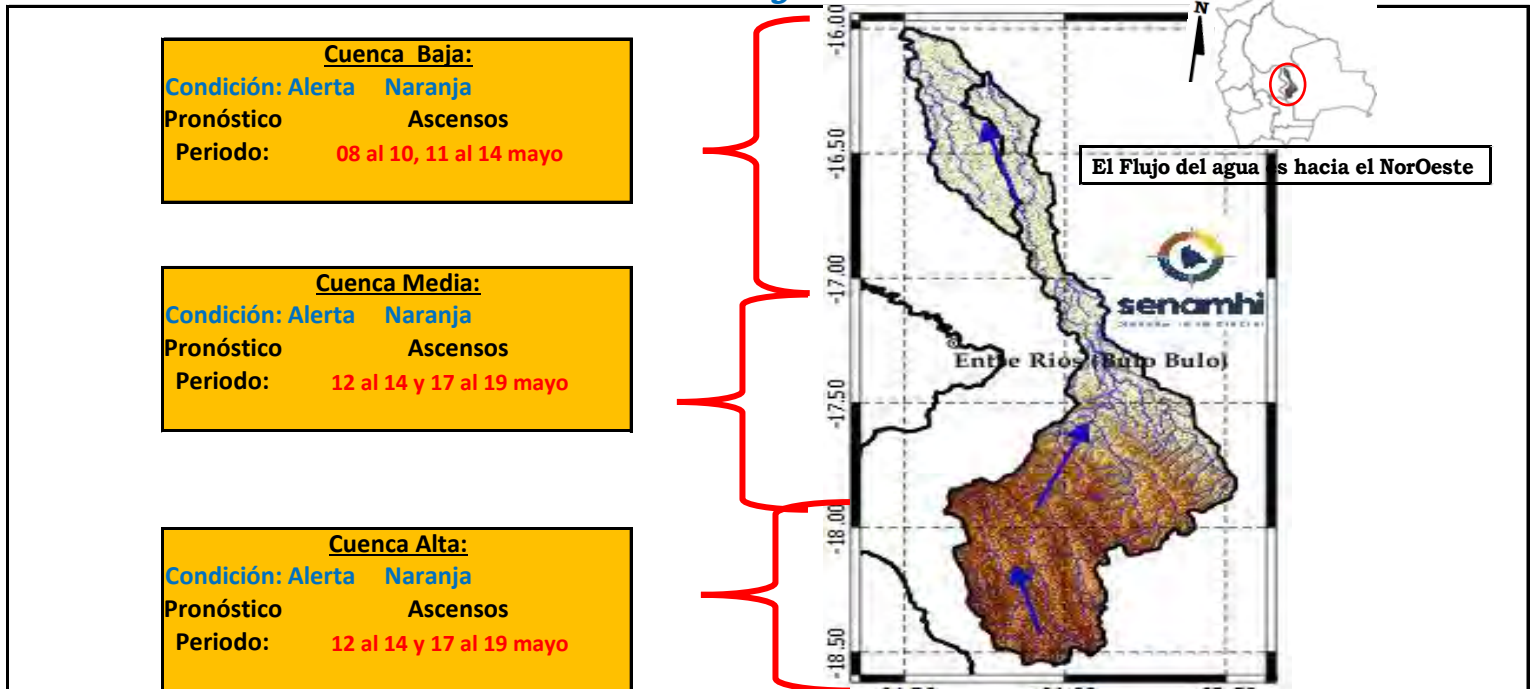 Cuenca Baja:
Condición: Alerta Naranja
Pronóstico Ascensos
Periodo: 08 al 10, 11 al 14 mayo
Cuenca Media:
Condición: Alerta Naranja
Pronóstico Ascensos
Periodo: 12 al 14 y 17 al 19 mayo
Cuenca Alta:
Condición: Alerta Naranja
Pronóstico Ascensos
Periodo: 12 al 14 y 17 al 19 mayo
N
El Flujo del agua es hacia el NorOeste
senamhi
Entre Rios (Bulo Bulo)
-16.00
-16.50
-17.00
-17.50
-18.00
-18.50